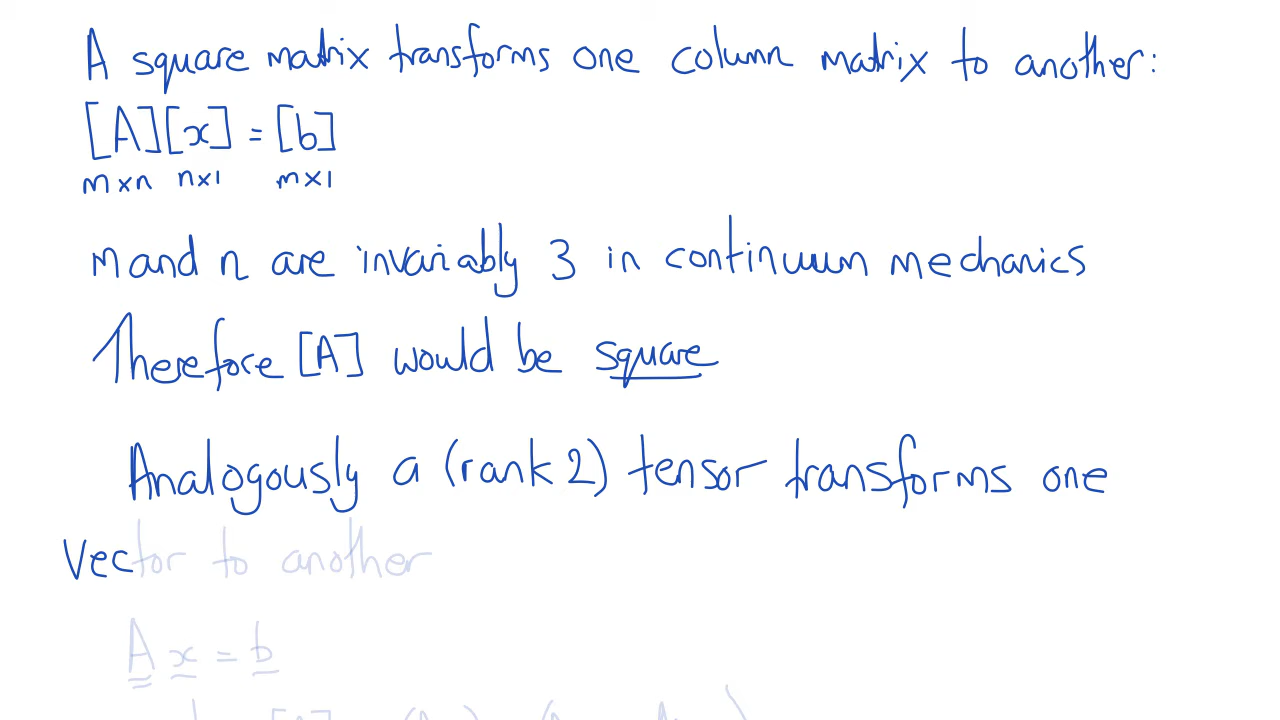 A square matrix transforms one column matrix to another:
[A][x] = [b]
m×n n×1 m×1
m and n are invariably 3 in continuum mechanics
Therefore [A] would be square
Analogously a (rank 2) tensor transforms one
vector to another
A x = b